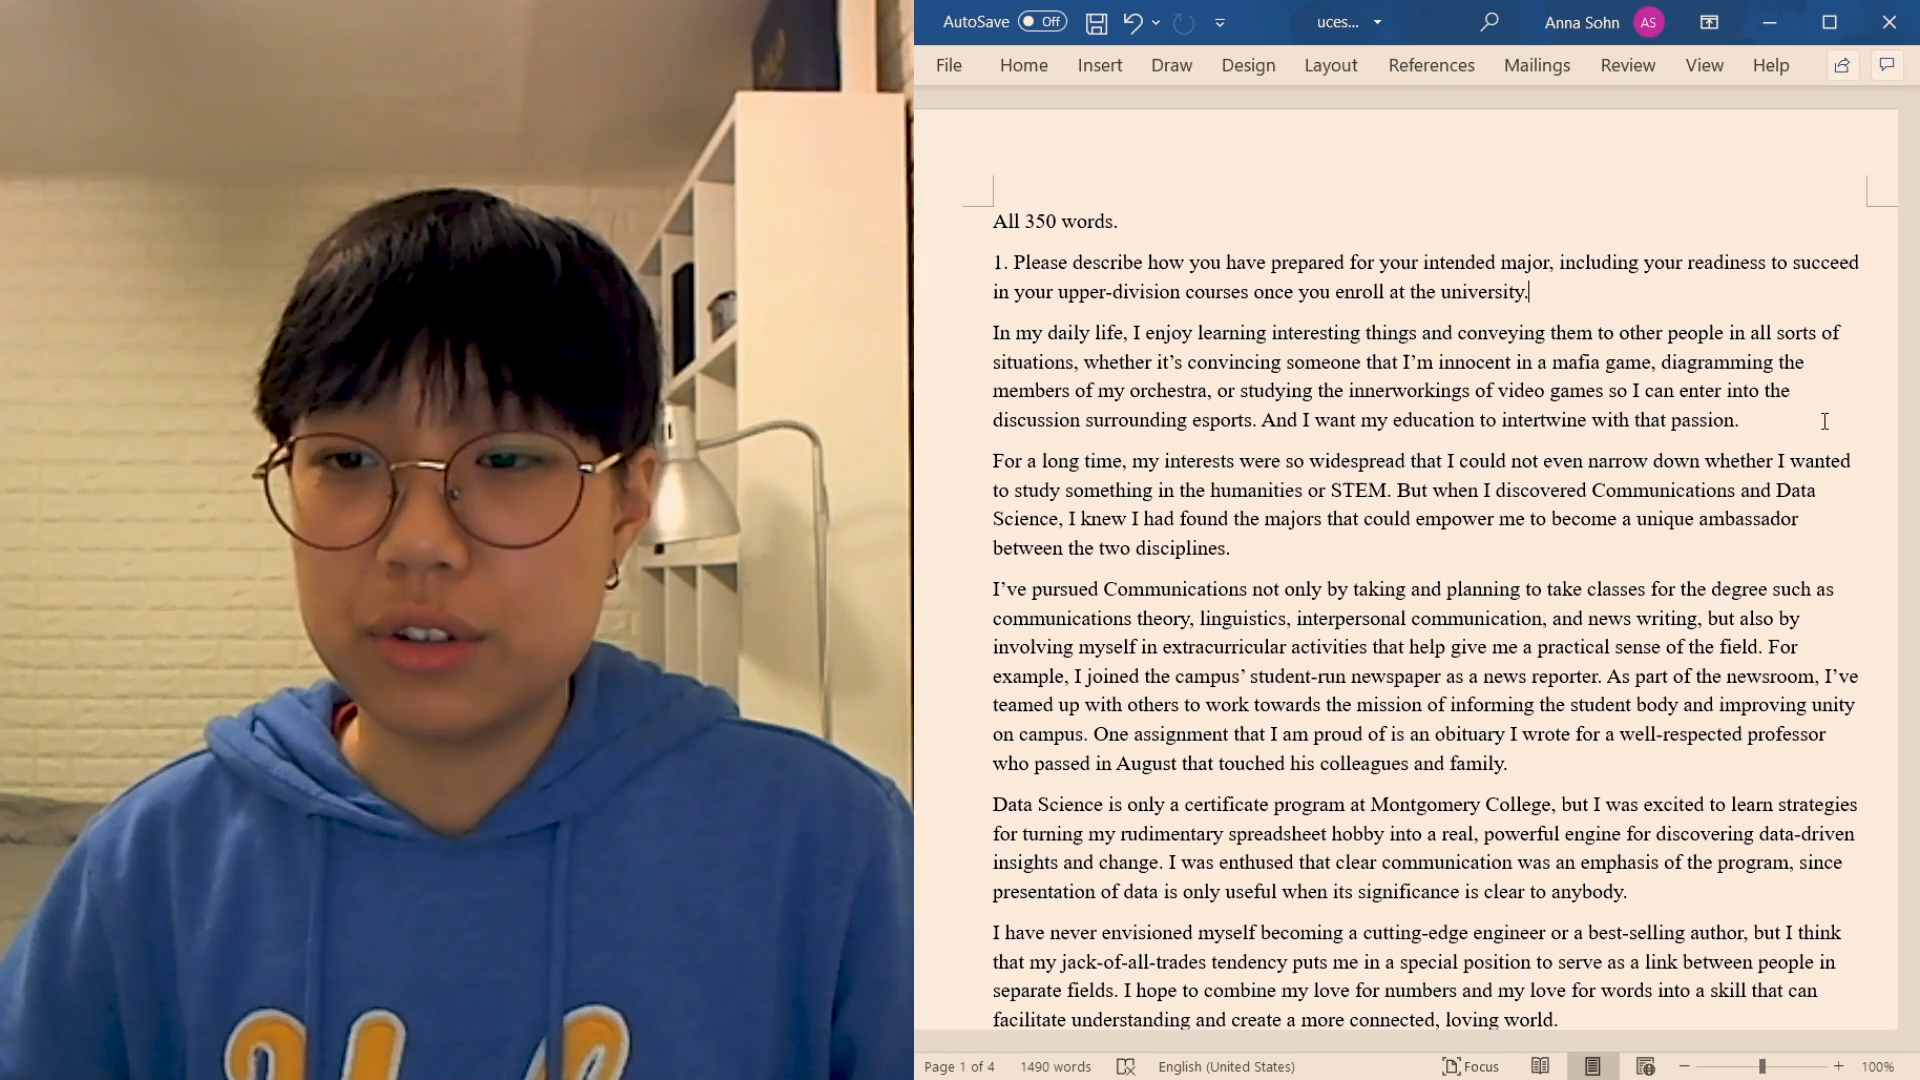 AutoSave Off uces... Anna Sohn AS
File Home Insert Draw Design Layout References Mailings Review View Help
All 350 words.
1. Please describe how you have prepared for your intended major, including your readiness to succeed
in your upper-division courses once you enroll at the university.
In my daily life, I enjoy learning interesting things and conveying them to other people in all sorts of
situations, whether it’s convincing someone that I’m innocent in a mafia game, diagramming the
members of my orchestra, or studying the innerworkings of video games so I can enter into the
discussion surrounding esports. And I want my education to intertwine with that passion.
For a long time, my interests were so widespread that I could not even narrow down whether I wanted
to study something in the humanities or STEM. But when I discovered Communications and Data
Science, I knew I had found the majors that could empower me to become a unique ambassador
between the two disciplines.
I’ve pursued Communications not only by taking and planning to take classes for the degree such as
communications theory, linguistics, interpersonal communication, and news writing, but also by
involving myself in extracurricular activities that help give me a practical sense of the field. For
example, I joined the campus’ student-run newspaper as a news reporter. As part of the newsroom, I’ve
teamed up with others to work towards the mission of informing the student body and improving unity
on campus. One assignment that I am proud of is an obituary I wrote for a well-respected professor
who passed in August that touched his colleagues and family.
Data Science is only a certificate program at Montgomery College, but I was excited to learn strategies
for turning my rudimentary spreadsheet hobby into a real, powerful engine for discovering data-driven
insights and change. I was enthused that clear communication was an emphasis of the program, since
presentation of data is only useful when its significance is clear to anybody.
I have never envisioned myself becoming a cutting-edge engineer or a best-selling author, but I think
that my jack-of-all-trades tendency puts me in a special position to serve as a link between people in
separate fields. I hope to combine my love for numbers and my love for words into a skill that can
facilitate understanding and create a more connected, loving world.
Page 1 of 4 1490 words English (United States) Focus 100%